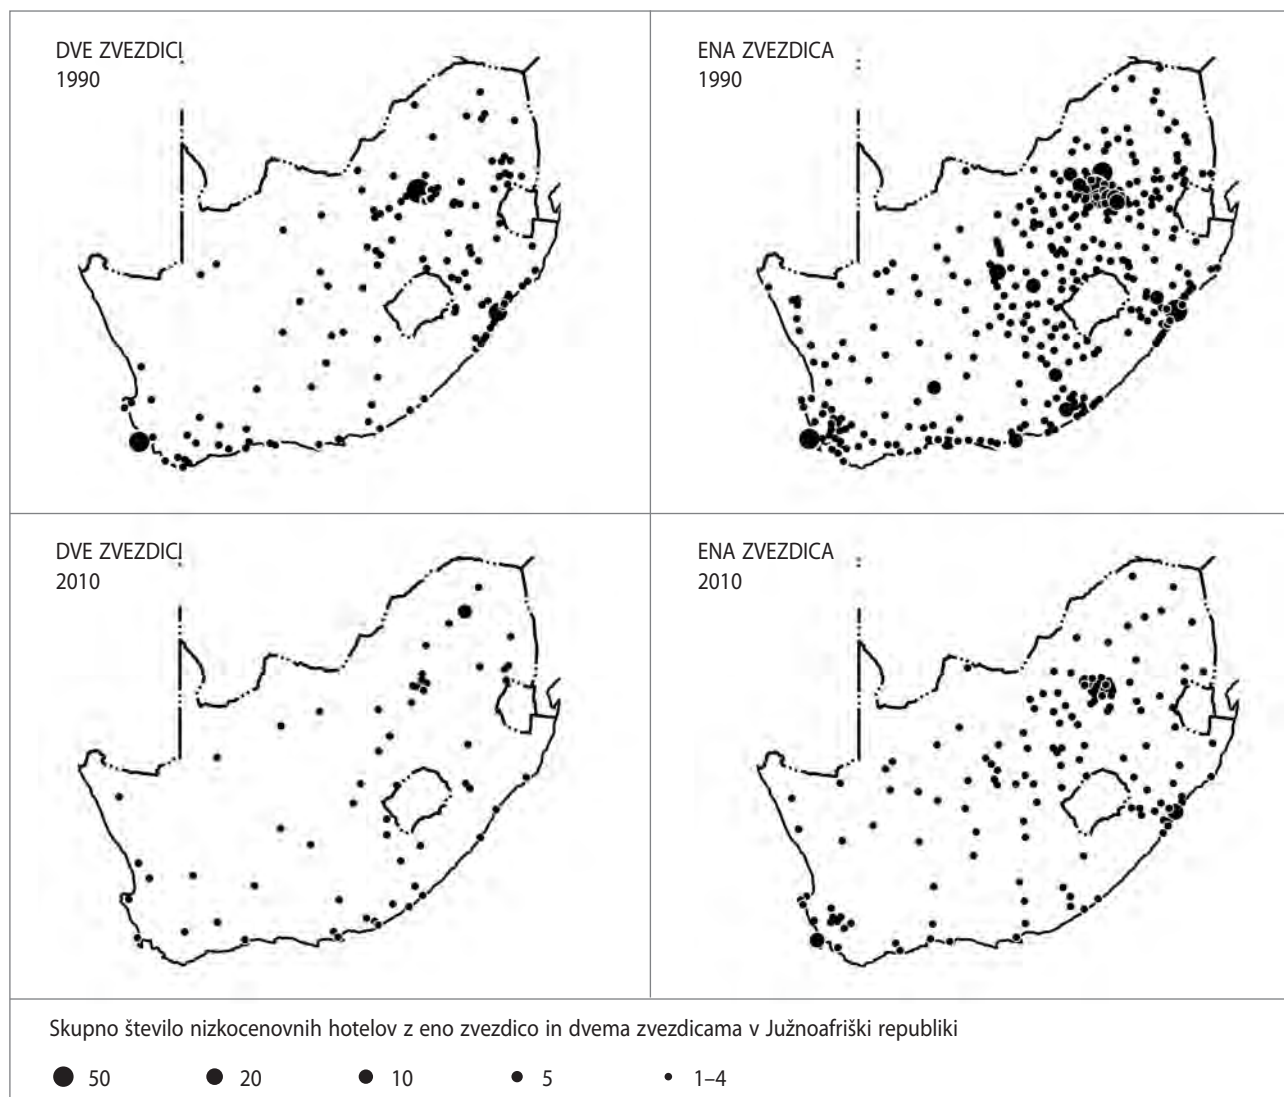 DVE ZVEZDICI
1990
ENA ZVEZDICA
1990
DVE ZVEZDICI
2010
ENA ZVEZDICA
2010
Skupno število nizkocenovnih hotelov z eno zvezdico in dvema zvezdicama v Južnoafriški republiki
50 20 10 5 1–4